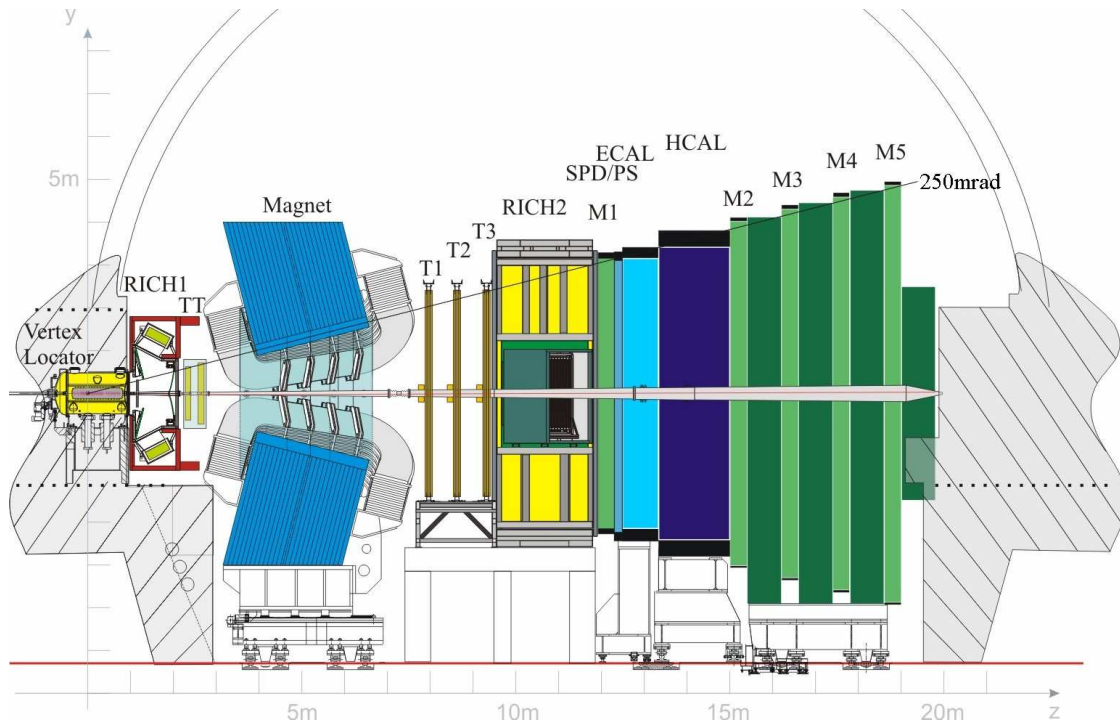 y
HCAL
ECAL
M5
M4
SPD/PS
M3
5m
250mrad
M2
Magnet
RICH2
M1
T3
T2
T1
RICH1
TT
Vertex
Locator
5m
10m
15m
20m
z